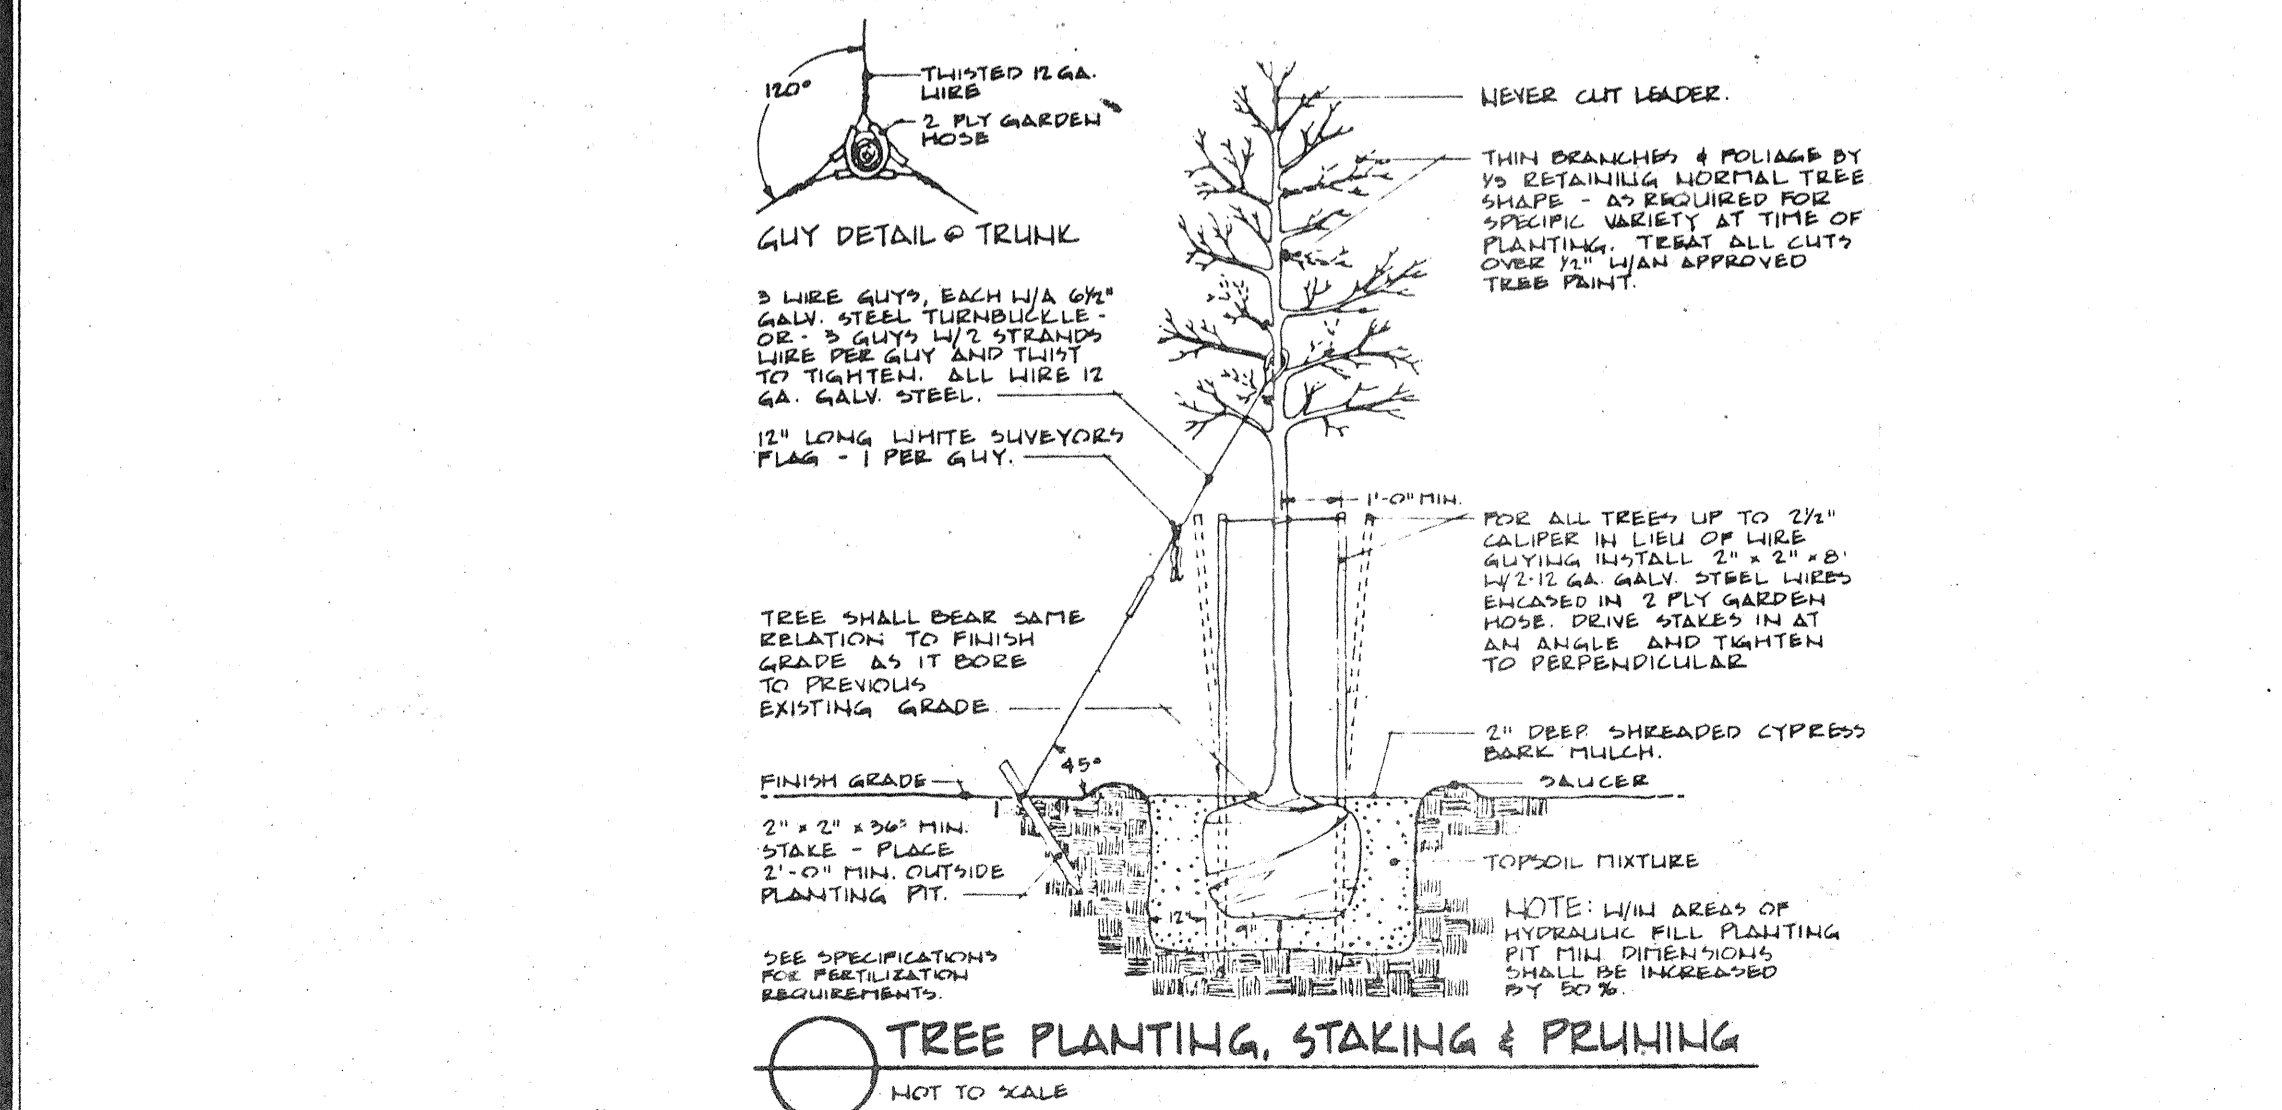 120°
TWISTED 12 GA.
WIRE
2 PLY GARDEN
HOSE
GUY DETAIL @ TRUNK
3 WIRE GUYS, EACH W/A 6½"
GALV. STEEL TURNBUCKLE -
OR - 3 GUYS W/2 STRANDS
WIRE PER GUY AND TWIST
TO TIGHTEN. ALL WIRE 12
GA. GALV. STEEL.
12" LONG WHITE SUVEYORS
FLAG - 1 PER GUY.
TREE SHALL BEAR SAME
RELATION TO FINISH
GRADE AS IT BORE
TO PREVIOUS
EXISTING GRADE
45°
FINISH GRADE
2" x 2" x 36" MIN.
STAKE - PLACE
2'-0" MIN. OUTSIDE
PLANTING PIT.
SEE SPECIFICATIONS
FOR FERTILIZATION
REQUIREMENTS.
12"
9"
NEVER CUT LEADER.
THIN BRANCHES & FOLIAGE BY
⅓ RETAINING NORMAL TREE
SHAPE - AS REQUIRED FOR
SPECIFIC VARIETY AT TIME OF
PLANTING. TREAT ALL CUTS
OVER ½" W/AN APPROVED
TREE PAINT.
1'-0" MIN.
FOR ALL TREES UP TO 2½"
CALIPER IN LIEU OF WIRE
GUYING INSTALL 2" x 2" x 8'
W/2-12 GA. GALV. STEEL WIRES
ENCASED IN 2 PLY GARDEN
HOSE. DRIVE STAKES IN AT
AN ANGLE AND TIGHTEN
TO PERPENDICULAR
2" DEEP SHREADED CYPRESS
BARK MULCH.
SAUCER
TOPSOIL MIXTURE
NOTE: W/IN AREAS OF
HYDRAULIC FILL PLANTING
PIT MIN DIMENSIONS
SHALL BE INCREASED
BY 50%.
TREE PLANTING, STAKING & PRUNING
NOT TO SCALE